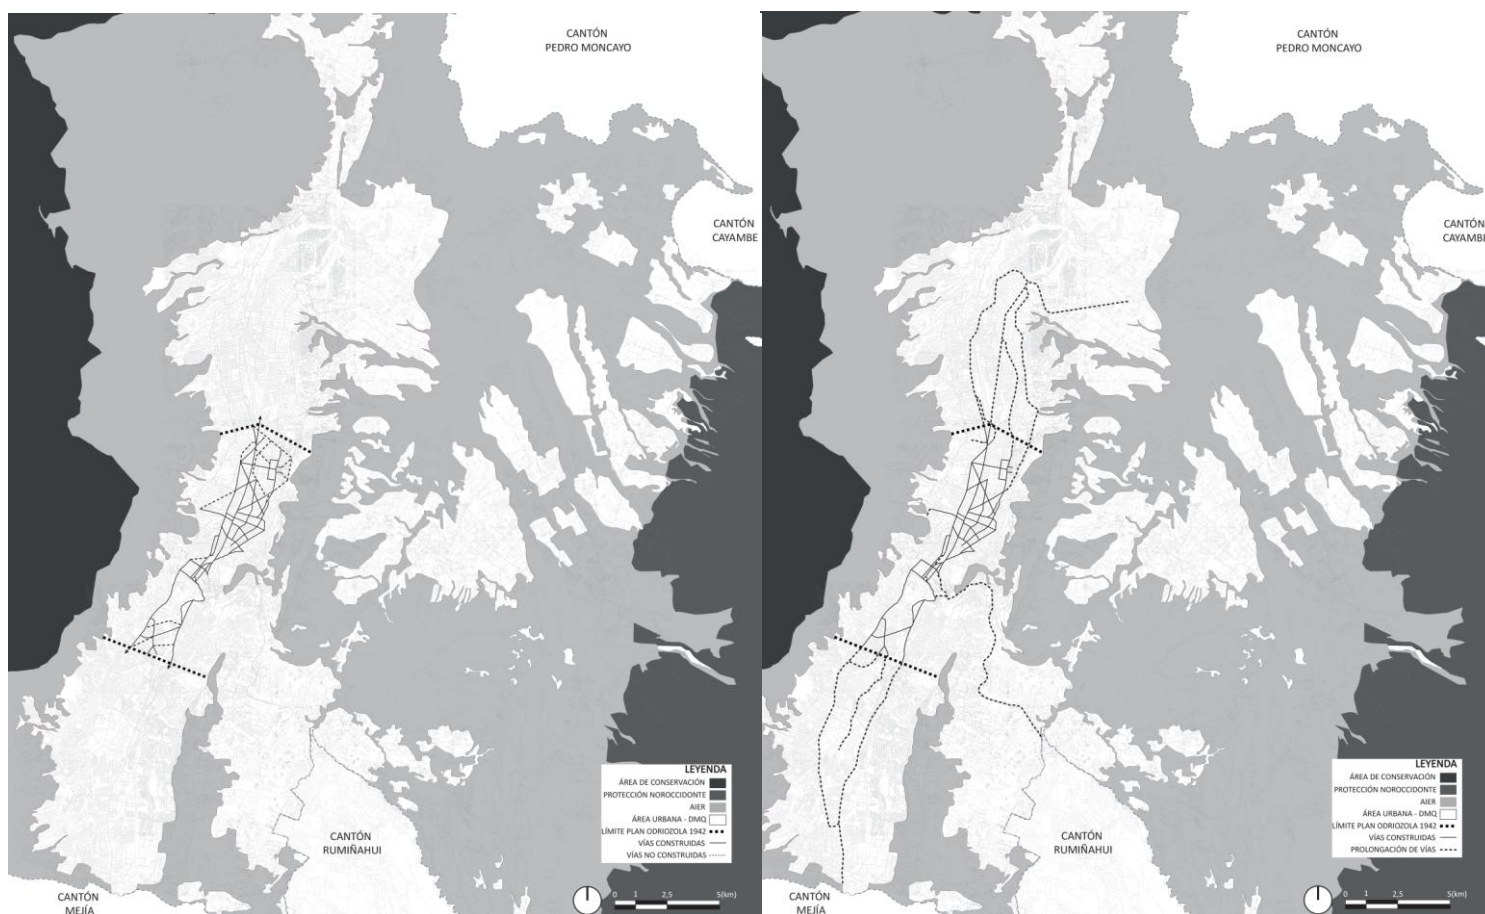 CANTÓN
PEDRO MONCAYO
CANTÓN
CAYAMBE
LEYENDA
ÁREA DE CONSERVACIÓN
PROTECCIÓN NOROCCIDONTE
AIER
ÁREA URBANA - DMQ
LÍMITE PLAN ODRIOZOLA 1942
VÍAS CONSTRUIDAS
VÍAS NO CONSTRUIDAS
CANTÓN
RUMIÑAHUI
CANTÓN
MEJÍA
0 1 2,5 5(km)
CANTÓN
PEDRO MONCAYO
CANTÓN
CAYAMBE
LEYENDA
ÁREA DE CONSERVACIÓN
PROTECCIÓN NOROCCIDONTE
AIER
ÁREA URBANA - DMQ
LÍMITE PLAN ODRIOZOLA 1942
VÍAS CONSTRUIDAS
PROLONGACIÓN DE VÍAS
CANTÓN
RUMIÑAHUI
CANTÓN
MEJÍA
0 1 2,5 5(km)